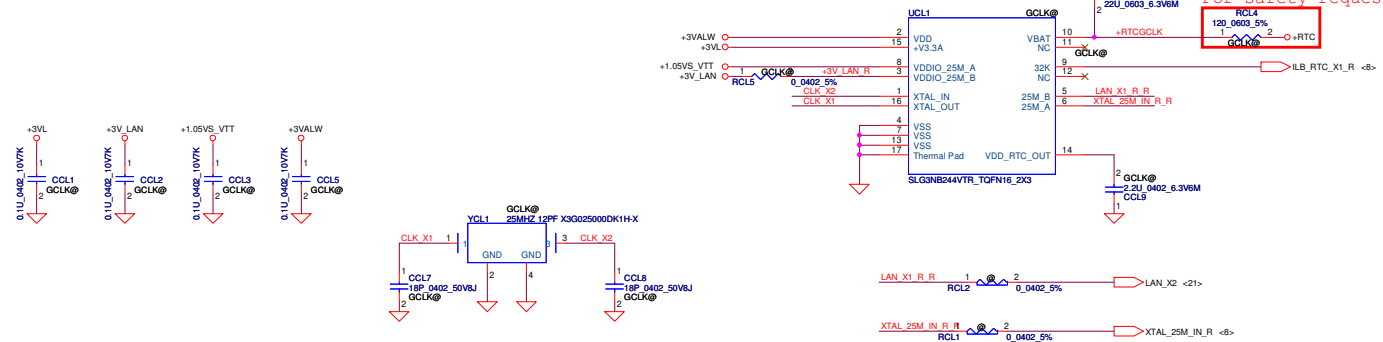 For safety reques
22U_0603_6.3V6M
2
RCL4
120_0603_5%
1 2
+RTC
GCLK@
UCL1
GCLK@
+3VALW
2
VDD
VBAT
10
+RTCGCLK
+3VL
15
+V3.3A
NC
11
GCLK@
+1.05VS_VTT
8
VDDIO_25M_A
32K
9
ILB_RTC_X1_R <8>
+3V_LAN
1
GCLK@
+3V_LAN_R
3
VDDIO_25M_B
NC
12
RCL5
0_0402_5%
CLK_X2
1
XTAL_IN
25M_B
5
LAN_X1_R_R
CLK_X1
16
XTAL_OUT
25M_A
6
XTAL_25M_IN_R_R
4
VSS
7
VSS
13
VSS
17
Thermal Pad
VDD_RTC_OUT
14
SLG3NB244VTR_TQFN16_2X3
2
GCLK@
2.2U_0402_6.3V6M
CCL9
1
+3VL
0.1U_0402_10V7K
1
CCL1
2
GCLK@
+3V_LAN
0.1U_0402_10V7K
1
CCL2
2
GCLK@
+1.05VS_VTT
0.1U_0402_10V7K
1
CCL3
2
GCLK@
+3VALW
0.1U_0402_10V7K
1
CCL5
2
GCLK@
GCLK@
YCL1
25MHZ 12PF X3G025000DK1H-X
CLK_X1
1
1
3
3
CLK_X2
GND
GND
2
4
1
CCL7
18P_0402_50V8J
GCLK@
2
1
CCL8
18P_0402_50V8J
GCLK@
2
LAN_X1_R_R
1
@
2
RCL2
0_0402_5%
LAN_X2 <21>
XTAL_25M_IN_R_R
1
@
2
RCL1
0_0402_5%
XTAL_25M_IN_R <8>